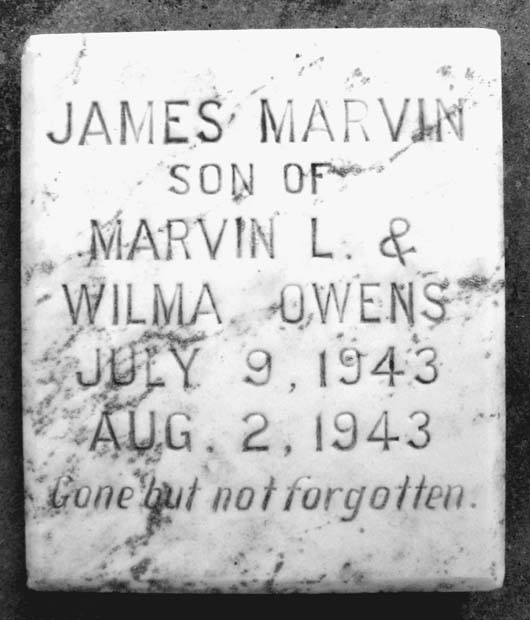 JAMES MARVIN
SON OF
MARVIN L. &
WILMA OWENS
JULY 9, 1943
AUG. 2, 1943
Gone but not forgotten.